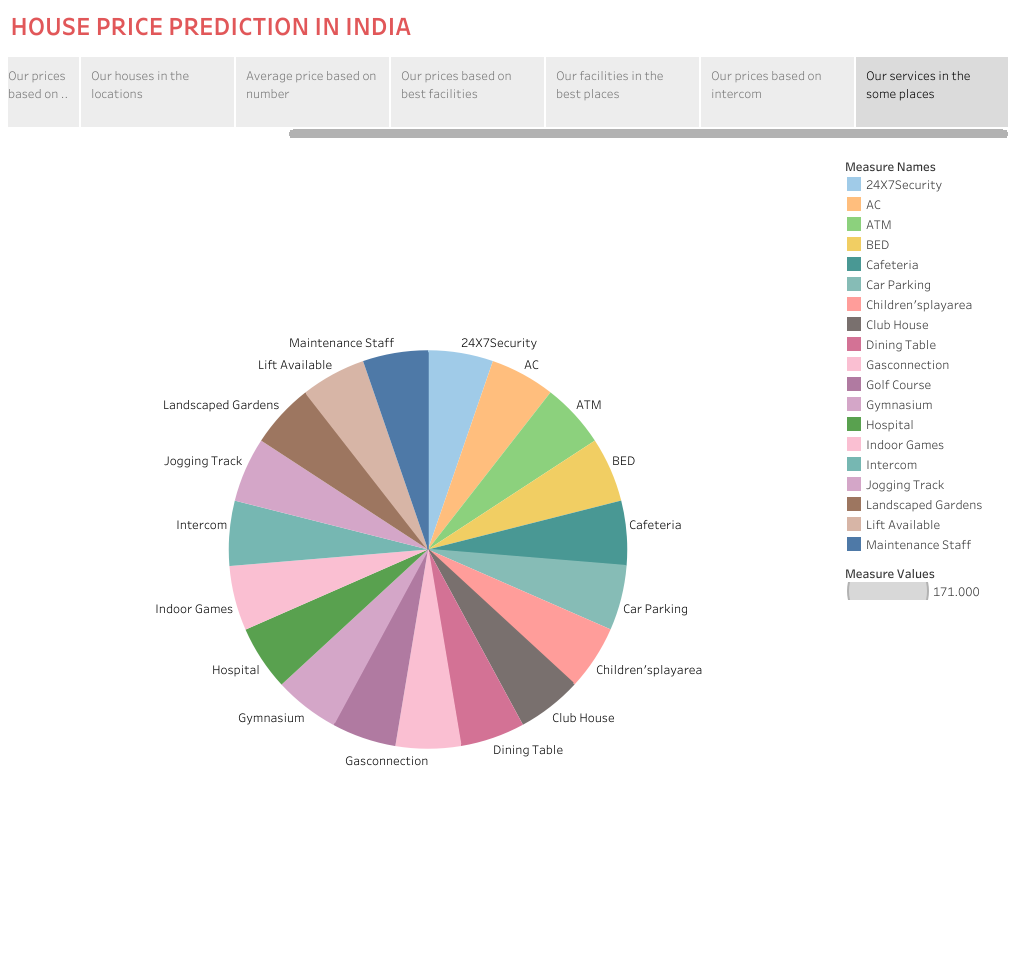 HOUSE PRICE PREDICTION IN INDIA
Our prices
based on ..
Our houses in the
locations
Average price based on
number
Our prices based on
best facilities
Our facilities in the
best places
Our prices based on
intercom
Our services in the
some places
Measure Names
24X7Security
AC
ATM
BED
Cafeteria
Car Parking
Children'splayarea
Club House
Dining Table
Gasconnection
Golf Course
Gymnasium
Hospital
Indoor Games
Intercom
Jogging Track
Landscaped Gardens
Lift Available
Maintenance Staff
Measure Values
171.000
Maintenance Staff
24X7Security
Lift Available
AC
Landscaped Gardens
ATM
Jogging Track
BED
Intercom
Cafeteria
Indoor Games
Car Parking
Hospital
Children'splayarea
Gymnasium
Club House
Dining Table
Gasconnection